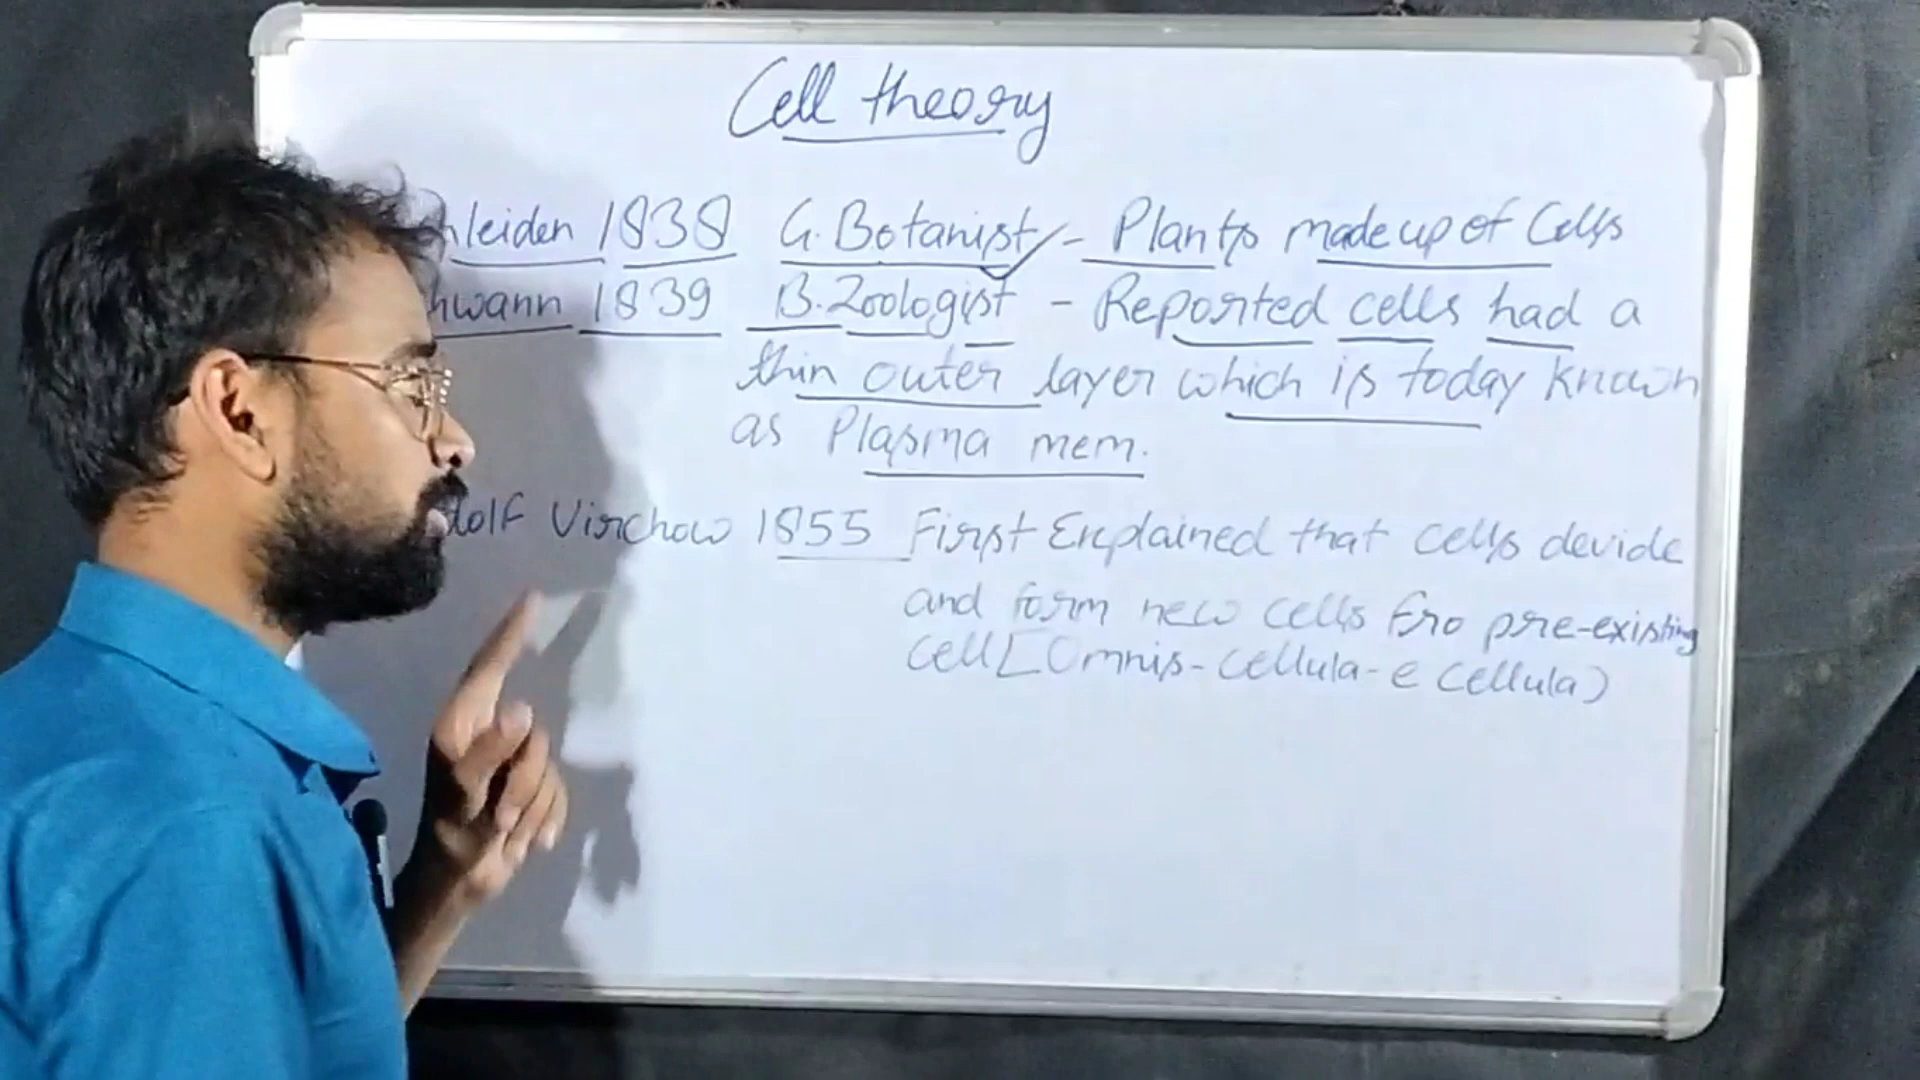 Cell theory
hleiden 1838 G. Botanist - Plants made up of Cells
hwann 1839 B. Zoologist - Reported cells had a
thin outer layer which is today known
as Plasma mem.
dolf Virchow 1855 First Explained that cells devide
and form new cells fro pre-existing
cell [Omnis-cellula-e cellula)